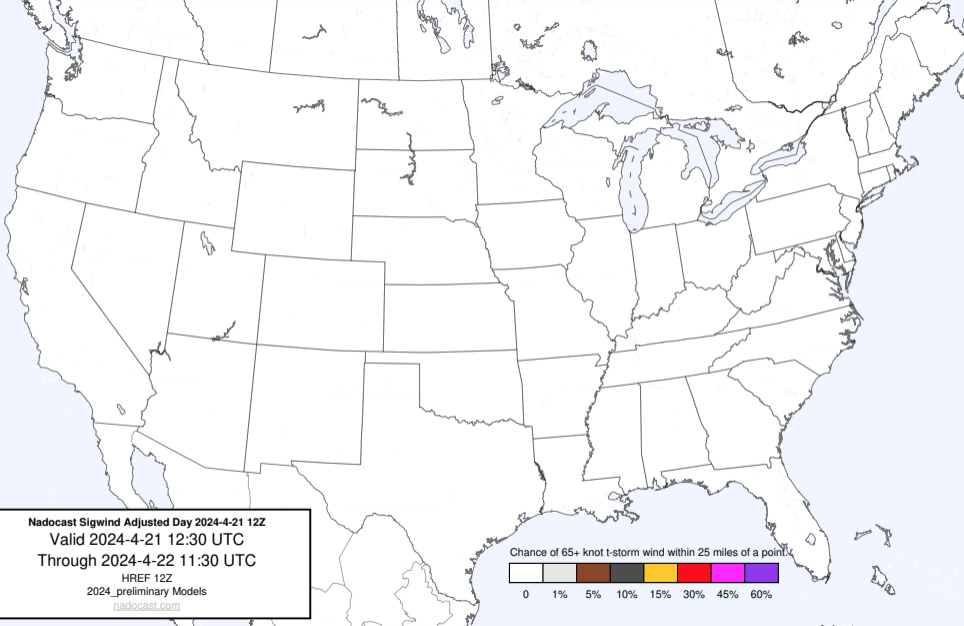 Nadocast Sigwind Adjusted Day 2024-4-21 12Z
Valid 2024-4-21 12:30 UTC
Through 2024-4-22 11:30 UTC
HREF 12Z
2024_preliminary Models
nadocast.com
Chance of 65+ knot t-storm wind within 25 miles of a point.
0 1% 5% 10% 15% 30% 45% 60%